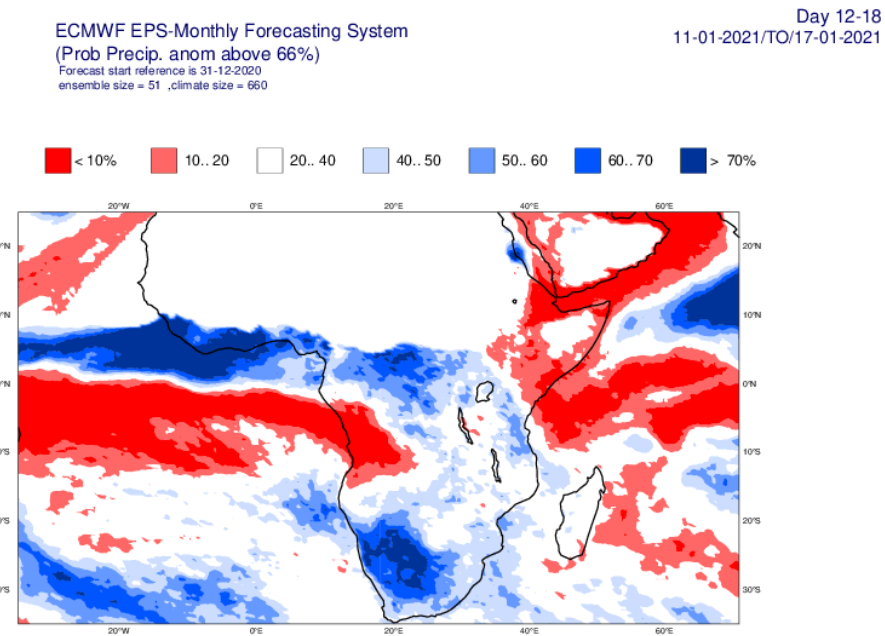 Day 12-18
ECMWF EPS-Monthly Forecasting System
11-01-2021/TO/17-01-2021
(Prob Precip. anom above 66%)
Forecast start reference is 31-12-2020
ensemble size = 51 ,climate size = 660
< 10% 10.. 20 20.. 40 40.. 50 50.. 60 60.. 70 > 70%
20°W 0°E 20°E 40°E 60°E
°N 20°N
°N 10°N
°N 0°N
°S 10°S
°S 20°S
°S 30°S
20°W 0°E 20°E 40°E 60°E